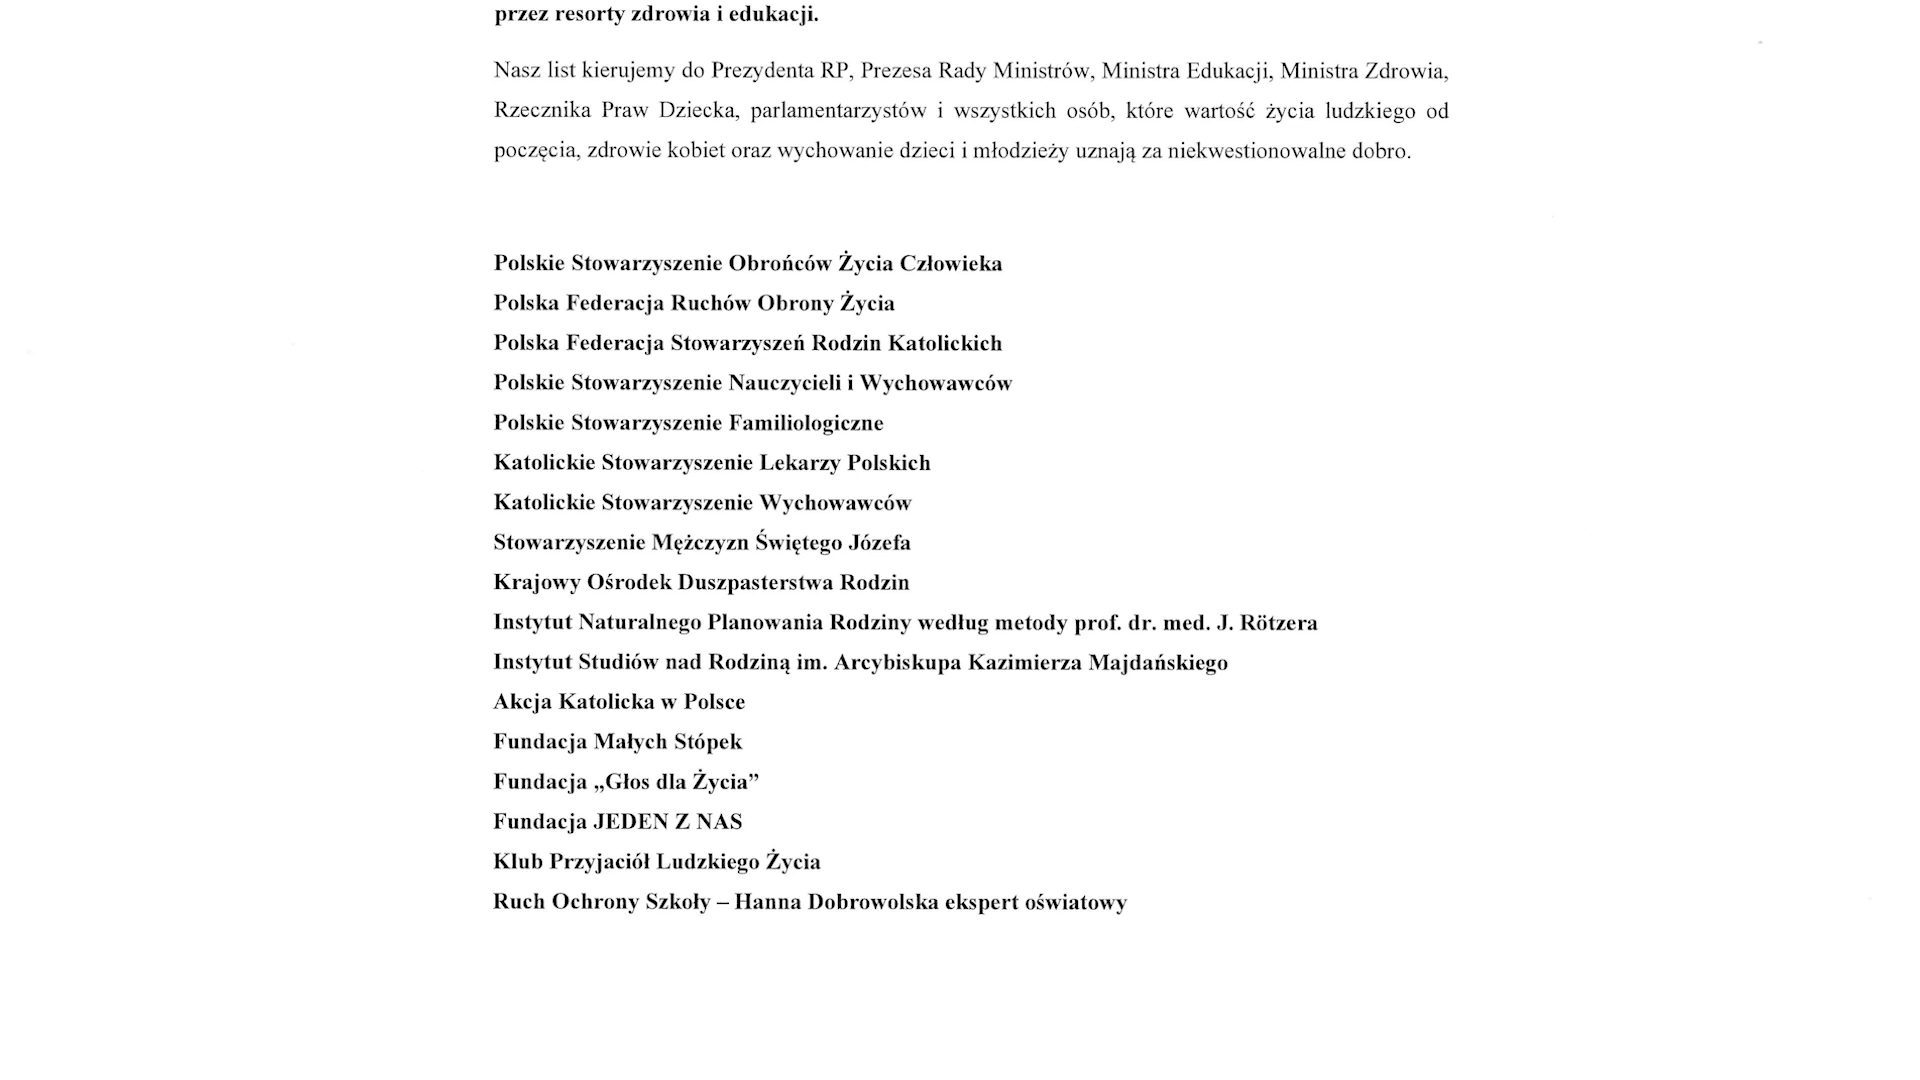 przez resorty zdrowia i edukacji.
Nasz list kierujemy do Prezydenta RP, Prezesa Rady Ministrów, Ministra Edukacji, Ministra Zdrowia,
Rzecznika Praw Dziecka, parlamentarzystów i wszystkich osób, które wartość życia ludzkiego od
poczęcia, zdrowie kobiet oraz wychowanie dzieci i młodzieży uznają za niekwestionowalne dobro.
Polskie Stowarzyszenie Obrońców Życia Człowieka
Polska Federacja Ruchów Obrony Życia
Polska Federacja Stowarzyszeń Rodzin Katolickich
Polskie Stowarzyszenie Nauczycieli i Wychowawców
Polskie Stowarzyszenie Familiologiczne
Katolickie Stowarzyszenie Lekarzy Polskich
Katolickie Stowarzyszenie Wychowawców
Stowarzyszenie Mężczyzn Świętego Józefa
Krajowy Ośrodek Duszpasterstwa Rodzin
Instytut Naturalnego Planowania Rodziny według metody prof. dr. med. J. Rötzera
Instytut Studiów nad Rodziną im. Arcybiskupa Kazimierza Majdańskiego
Akcja Katolicka w Polsce
Fundacja Małych Stópek
Fundacja „Głos dla Życia”
Fundacja JEDEN Z NAS
Klub Przyjaciół Ludzkiego Życia
Ruch Ochrony Szkoły – Hanna Dobrowolska ekspert oświatowy